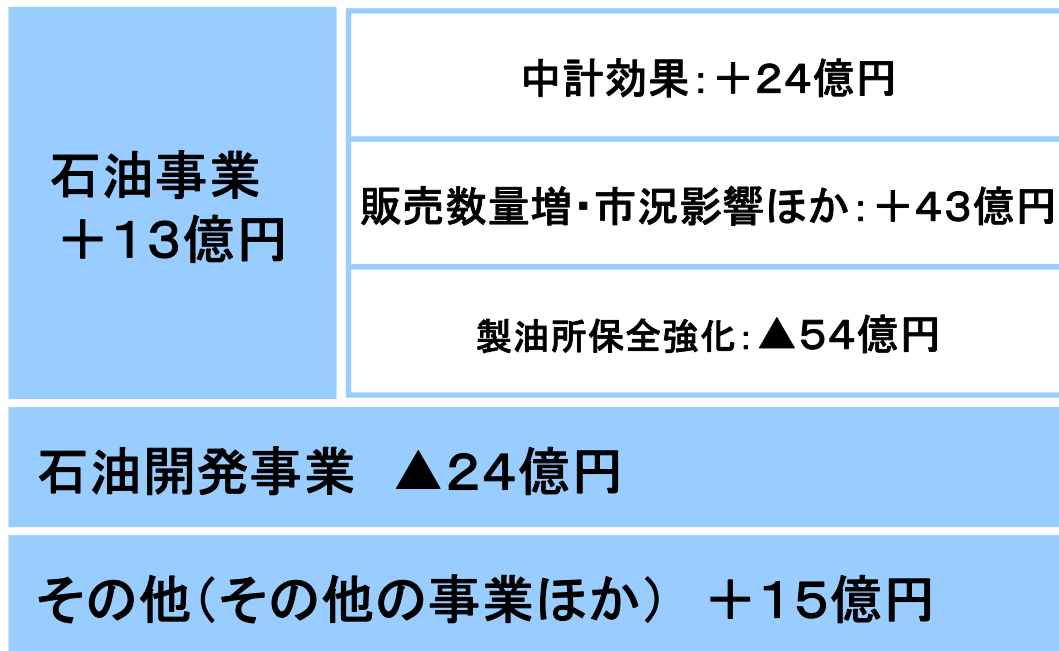 石油事業
＋13億円
中計効果：＋24億円
販売数量増・市況影響ほか：＋43億円
製油所保全強化：▲54億円
石油開発事業　▲24億円
その他（その他の事業ほか）　＋15億円